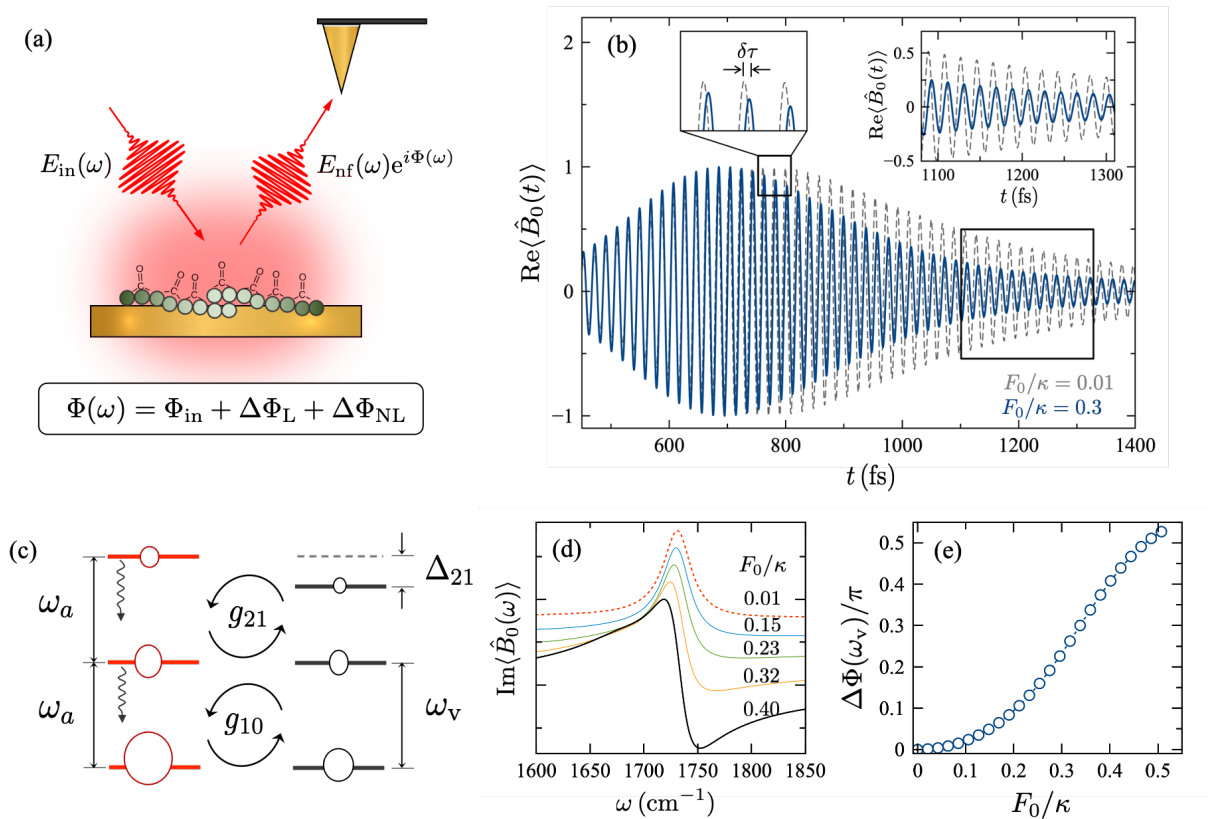 (a)
E_in(ω)
E_nf(ω)e^{iΦ(ω)}
O O O O O O O
C C C C C C C
Φ(ω) = Φ_in + ΔΦ_L + ΔΦ_NL
(b)
Re⟨B̂_0(t)⟩
2
1
0
−1
600 800 1000 1200 1400
t (fs)
δτ
Re⟨B̂_0(t)⟩
0.5
0
−0.5
1100 1200 1300
t (fs)
F_0/κ = 0.01
F_0/κ = 0.3
(c)
ω_a
ω_a
g_21
g_10
Δ_21
ω_v
(d)
Im⟨B̂_0(ω)⟩
F_0/κ
0.01
0.15
0.23
0.32
0.40
1600 1650 1700 1750 1800 1850
ω (cm⁻¹)
(e)
ΔΦ(ω_v)/π
0.5
0.4
0.3
0.2
0.1
0
0 0.1 0.2 0.3 0.4 0.5
F_0/κ